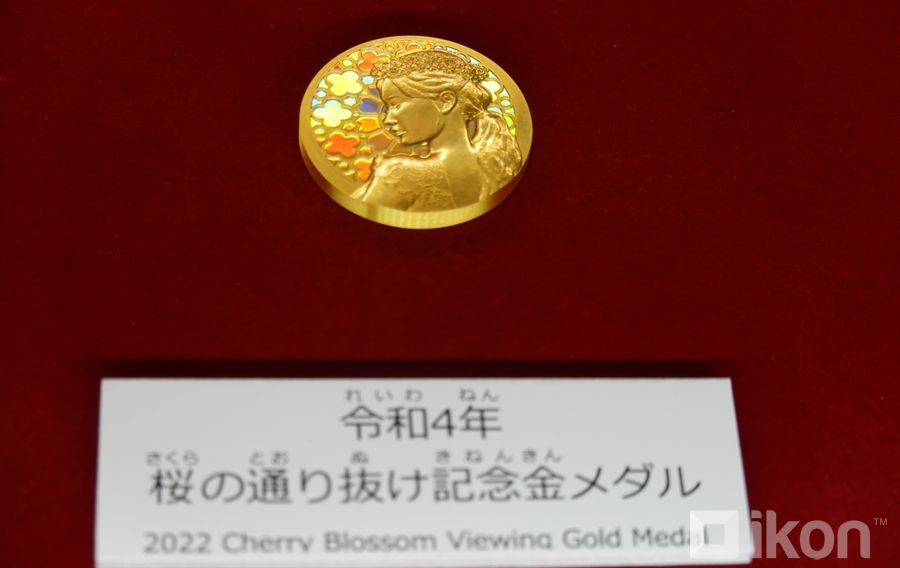 れいわ ねん
令和4年
さくら とお ぬ きねんきん
桜の通り抜け記念金メダル
2022 Cherry Blossom Viewing Gold Medal
ikon™